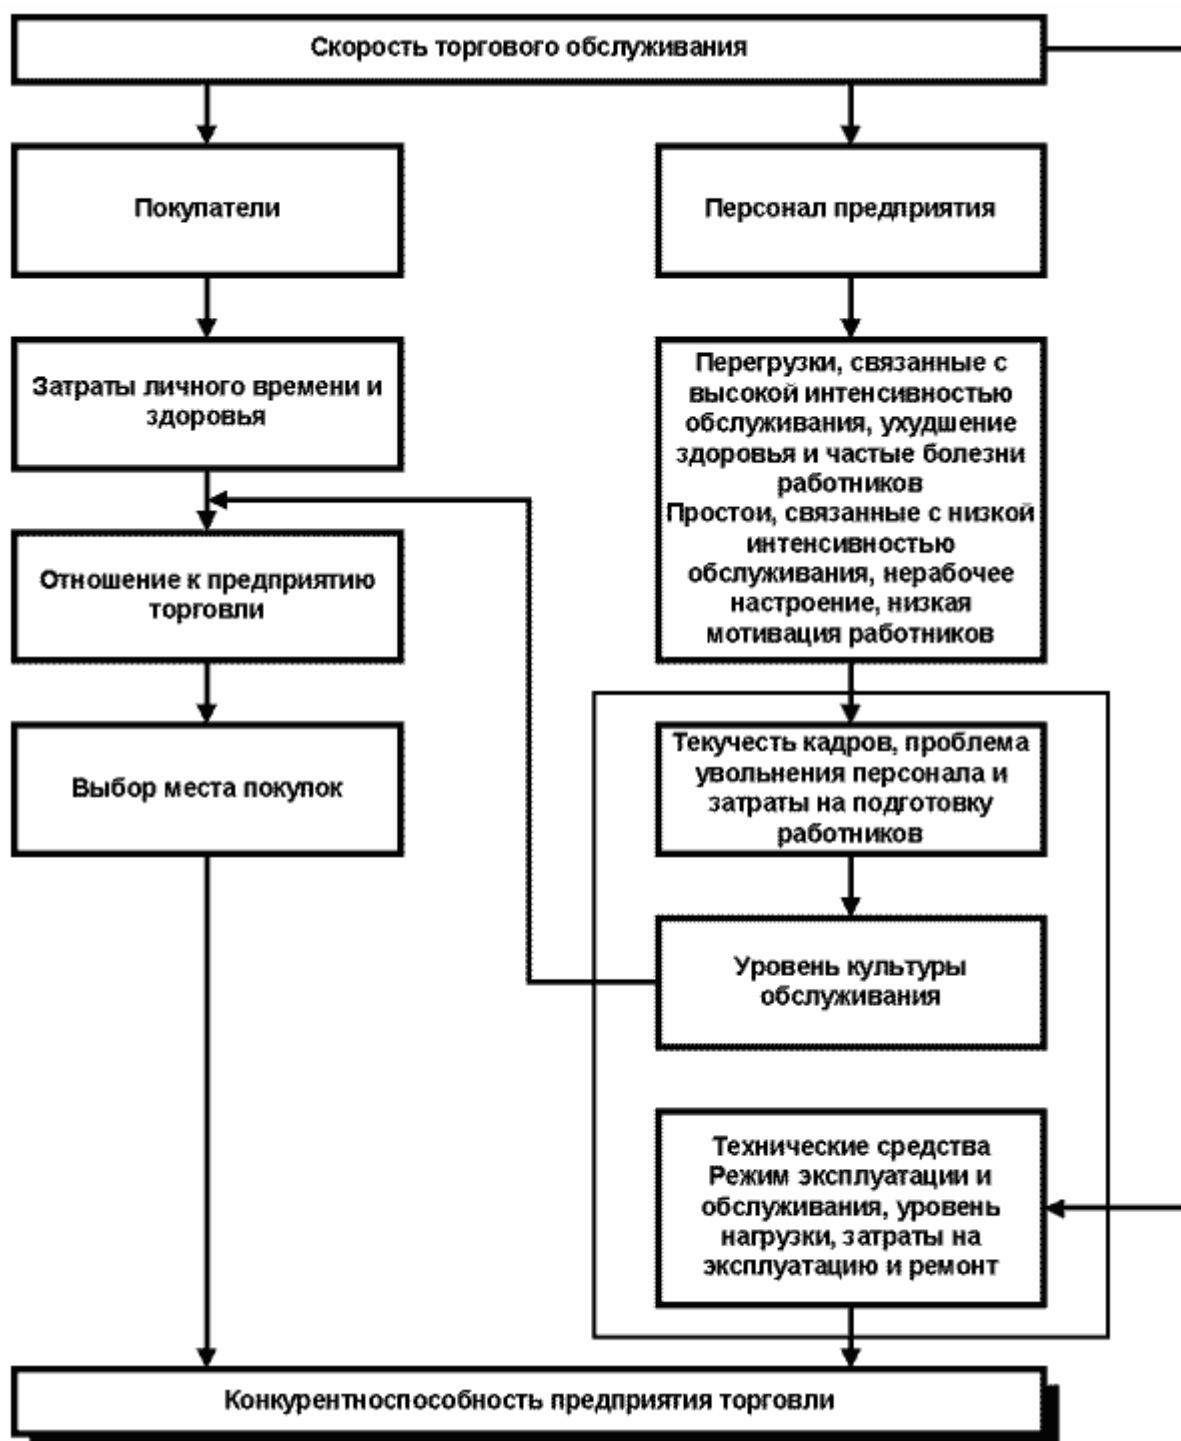 Скорость торгового обслуживания
Покупатели
Персонал предприятия
Затраты личного времени и
здоровья
Перегрузки, связанные с
высокой интенсивностью
обслуживания, ухудшение
здоровья и частые болезни
работников
Простои, связанные с низкой
интенсивностью
обслуживания, нерабочее
настроение, низкая
мотивация работников
Отношение к предприятию
торговли
Выбор места покупок
Текучесть кадров, проблема
увольнения персонала и
затраты на подготовку
работников
Уровень культуры
обслуживания
Технические средства
Режим эксплуатации и
обслуживания, уровень
нагрузки, затраты на
эксплуатацию и ремонт
Конкурентноспособность предприятия торговли